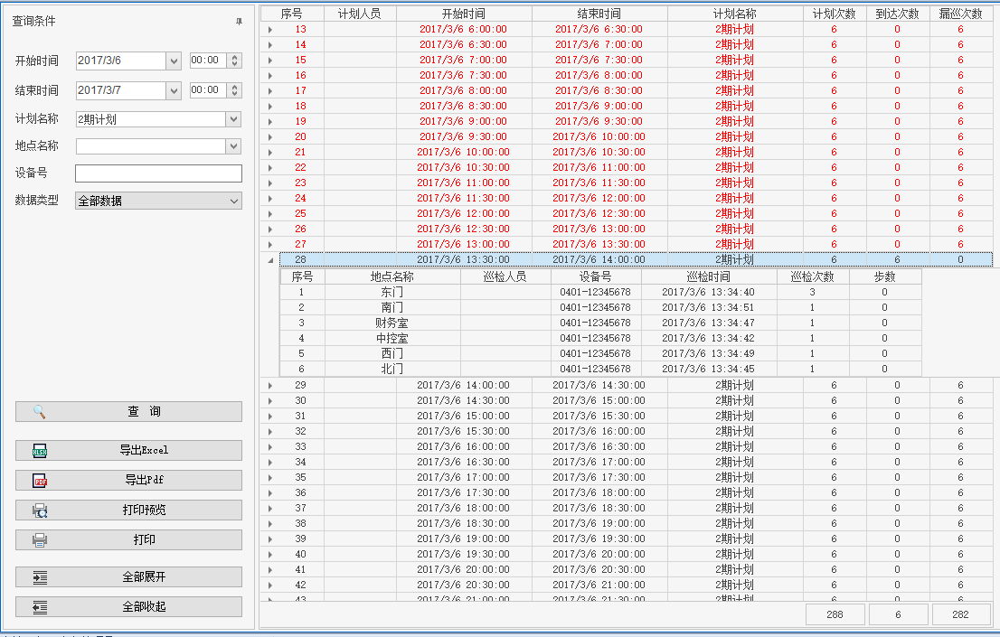 查询条件
开始时间 2017/3/6 00:00
结束时间 2017/3/7 00:00
计划名称 2期计划
地点名称
设备号
数据类型 全部数据
查 询
导出Excel
导出Pdf
打印预览
打印
全部展开
全部收起
序号 计划人员 开始时间 结束时间 计划名称 计划次数 到达次数 漏巡次数
13 2017/3/6 6:00:00 2017/3/6 6:30:00 2期计划 6 0 6
14 2017/3/6 6:30:00 2017/3/6 7:00:00 2期计划 6 0 6
15 2017/3/6 7:00:00 2017/3/6 7:30:00 2期计划 6 0 6
16 2017/3/6 7:30:00 2017/3/6 8:00:00 2期计划 6 0 6
17 2017/3/6 8:00:00 2017/3/6 8:30:00 2期计划 6 0 6
18 2017/3/6 8:30:00 2017/3/6 9:00:00 2期计划 6 0 6
19 2017/3/6 9:00:00 2017/3/6 9:30:00 2期计划 6 0 6
20 2017/3/6 9:30:00 2017/3/6 10:00:00 2期计划 6 0 6
21 2017/3/6 10:00:00 2017/3/6 10:30:00 2期计划 6 0 6
22 2017/3/6 10:30:00 2017/3/6 11:00:00 2期计划 6 0 6
23 2017/3/6 11:00:00 2017/3/6 11:30:00 2期计划 6 0 6
24 2017/3/6 11:30:00 2017/3/6 12:00:00 2期计划 6 0 6
25 2017/3/6 12:00:00 2017/3/6 12:30:00 2期计划 6 0 6
26 2017/3/6 12:30:00 2017/3/6 13:00:00 2期计划 6 0 6
27 2017/3/6 13:00:00 2017/3/6 13:30:00 2期计划 6 0 6
28 2017/3/6 13:30:00 2017/3/6 14:00:00 2期计划 6 6 0
序号 地点名称 巡检人员 设备号 巡检时间 巡检次数 步数
1 东门 0401-12345678 2017/3/6 13:34:40 3 0
2 南门 0401-12345678 2017/3/6 13:34:51 1 0
3 财务室 0401-12345678 2017/3/6 13:34:47 1 0
4 中控室 0401-12345678 2017/3/6 13:34:42 1 0
5 西门 0401-12345678 2017/3/6 13:34:49 1 0
6 北门 0401-12345678 2017/3/6 13:34:45 1 0
29 2017/3/6 14:00:00 2017/3/6 14:30:00 2期计划 6 0 6
30 2017/3/6 14:30:00 2017/3/6 15:00:00 2期计划 6 0 6
31 2017/3/6 15:00:00 2017/3/6 15:30:00 2期计划 6 0 6
32 2017/3/6 15:30:00 2017/3/6 16:00:00 2期计划 6 0 6
33 2017/3/6 16:00:00 2017/3/6 16:30:00 2期计划 6 0 6
34 2017/3/6 16:30:00 2017/3/6 17:00:00 2期计划 6 0 6
35 2017/3/6 17:00:00 2017/3/6 17:30:00 2期计划 6 0 6
36 2017/3/6 17:30:00 2017/3/6 18:00:00 2期计划 6 0 6
37 2017/3/6 18:00:00 2017/3/6 18:30:00 2期计划 6 0 6
38 2017/3/6 18:30:00 2017/3/6 19:00:00 2期计划 6 0 6
39 2017/3/6 19:00:00 2017/3/6 19:30:00 2期计划 6 0 6
40 2017/3/6 19:30:00 2017/3/6 20:00:00 2期计划 6 0 6
41 2017/3/6 20:00:00 2017/3/6 20:30:00 2期计划 6 0 6
42 2017/3/6 20:30:00 2017/3/6 21:00:00 2期计划 6 0 6
43 2017/3/6 21:00:00 2017/3/6 21:30:00 2期计划 6 0 6
288 6 282